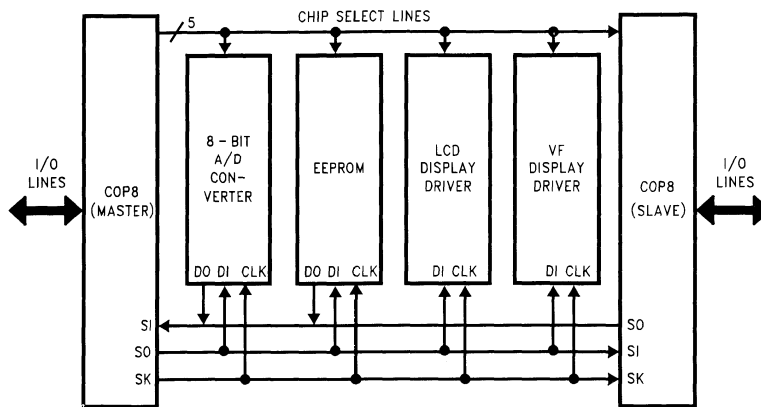 5 CHIP SELECT LINES
I/O
LINES
COP8
(MASTER)
8-BIT
A/D
CON-
VERTER
EEPROM
LCD
DISPLAY
DRIVER
VF
DISPLAY
DRIVER
COP8
(SLAVE)
I/O
LINES
DO DI CLK
DO DI CLK
DI CLK
DI CLK
SI
SO
SK
SO
SI
SK